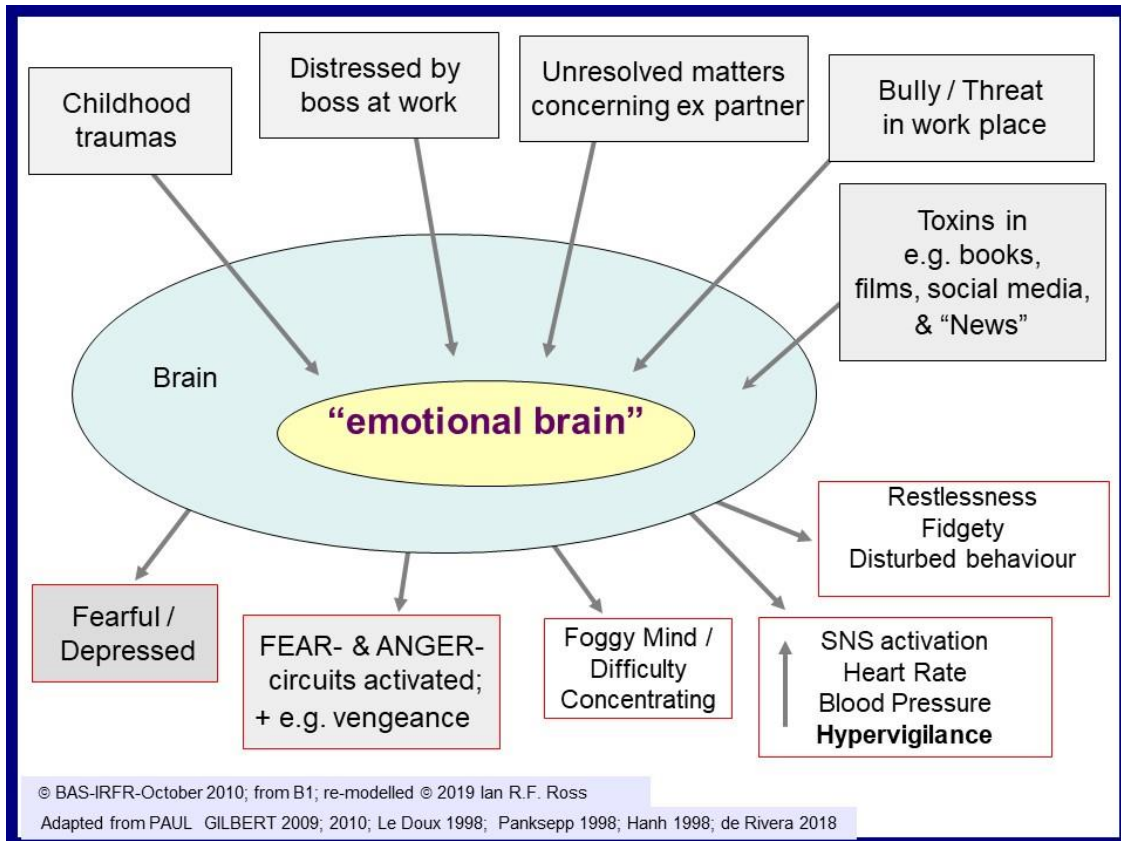 Childhood
traumas
Distressed by
boss at work
Unresolved matters
concerning ex partner
Bully / Threat
in work place
Toxins in
e.g. books,
films, social media,
& “News”
Brain
“emotional brain”
Restlessness
Fidgety
Disturbed behaviour
Fearful /
Depressed
FEAR- & ANGER-
circuits activated;
+ e.g. vengeance
Foggy Mind /
Difficulty
Concentrating
SNS activation
Heart Rate
Blood Pressure
Hypervigilance
© BAS-IRFR-October 2010; from B1; re-modelled © 2019 Ian R.F. Ross
Adapted from PAUL GILBERT 2009; 2010; Le Doux 1998; Panksepp 1998; Hanh 1998; de Rivera 2018